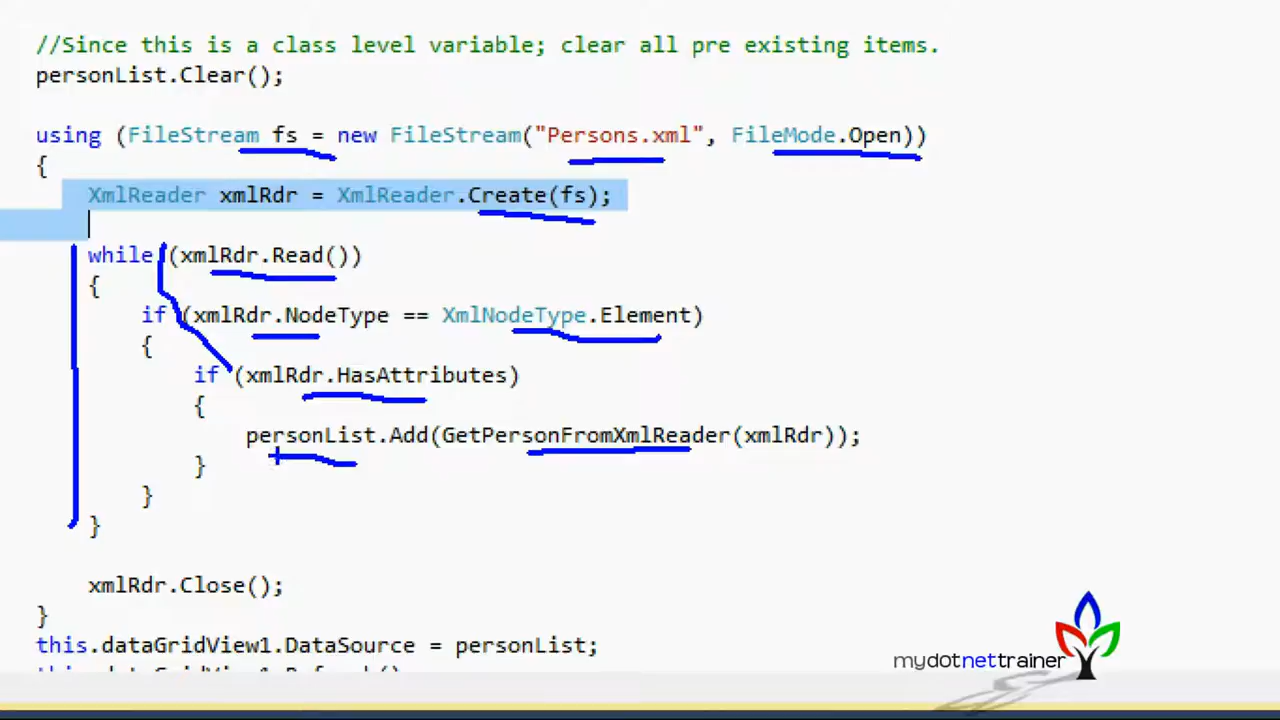 //Since this is a class level variable; clear all pre existing items.
personList.Clear();
using (FileStream fs = new FileStream("Persons.xml", FileMode.Open))
{
XmlReader xmlRdr = XmlReader.Create(fs);
while (xmlRdr.Read())
{
if (xmlRdr.NodeType == XmlNodeType.Element)
{
if (xmlRdr.HasAttributes)
{
personList.Add(GetPersonFromXmlReader(xmlRdr));
}
}
}
xmlRdr.Close();
}
this.dataGridView1.DataSource = personList;
mydotnettrainer